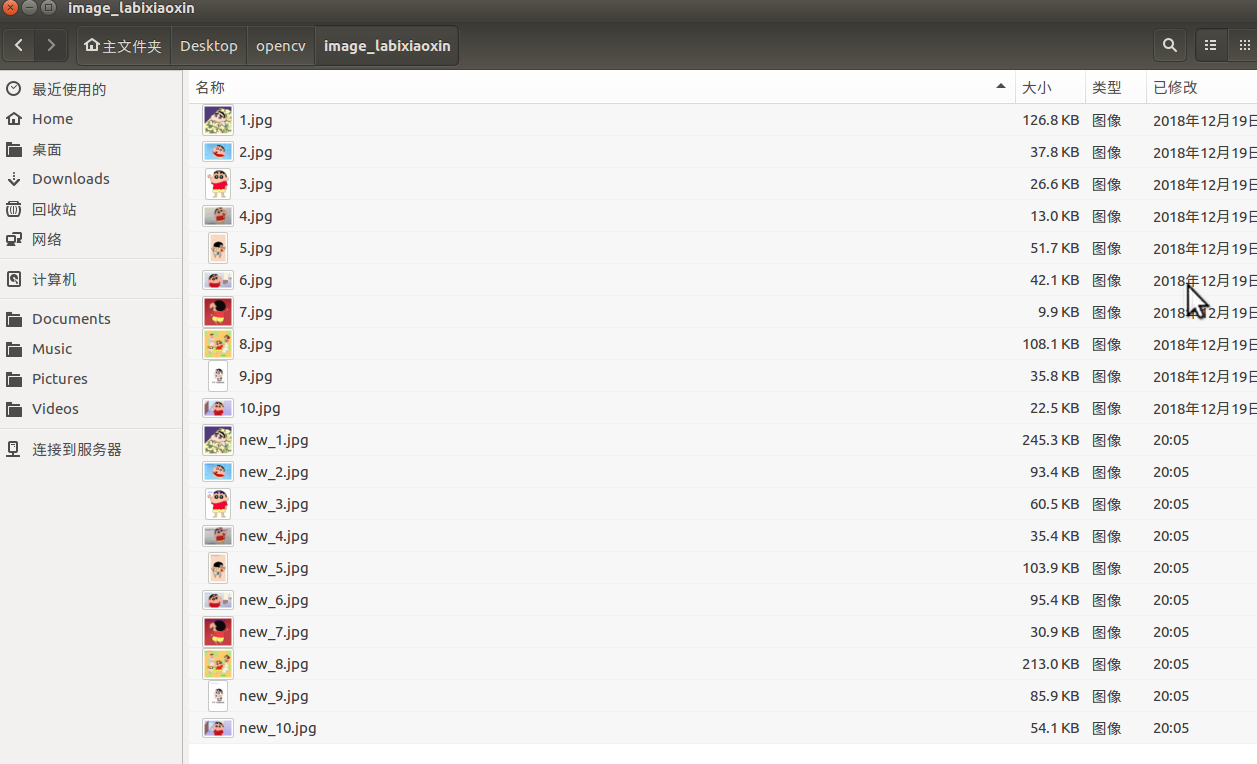 image_labixiaoxin
主文件夹 Desktop opencv image_labixiaoxin
最近使用的
Home
桌面
Downloads
回收站
网络
计算机
Documents
Music
Pictures
Videos
连接到服务器
名称 大小 类型 已修改
1.jpg 126.8 KB 图像 2018年12月19日
2.jpg 37.8 KB 图像 2018年12月19日
3.jpg 26.6 KB 图像 2018年12月19日
4.jpg 13.0 KB 图像 2018年12月19日
5.jpg 51.7 KB 图像 2018年12月19日
6.jpg 42.1 KB 图像 2018年12月19日
7.jpg 9.9 KB 图像 2018年12月19日
8.jpg 108.1 KB 图像 2018年12月19日
9.jpg 35.8 KB 图像 2018年12月19日
10.jpg 22.5 KB 图像 2018年12月19日
new_1.jpg 245.3 KB 图像 20:05
new_2.jpg 93.4 KB 图像 20:05
new_3.jpg 60.5 KB 图像 20:05
new_4.jpg 35.4 KB 图像 20:05
new_5.jpg 103.9 KB 图像 20:05
new_6.jpg 95.4 KB 图像 20:05
new_7.jpg 30.9 KB 图像 20:05
new_8.jpg 213.0 KB 图像 20:05
new_9.jpg 85.9 KB 图像 20:05
new_10.jpg 54.1 KB 图像 20:05